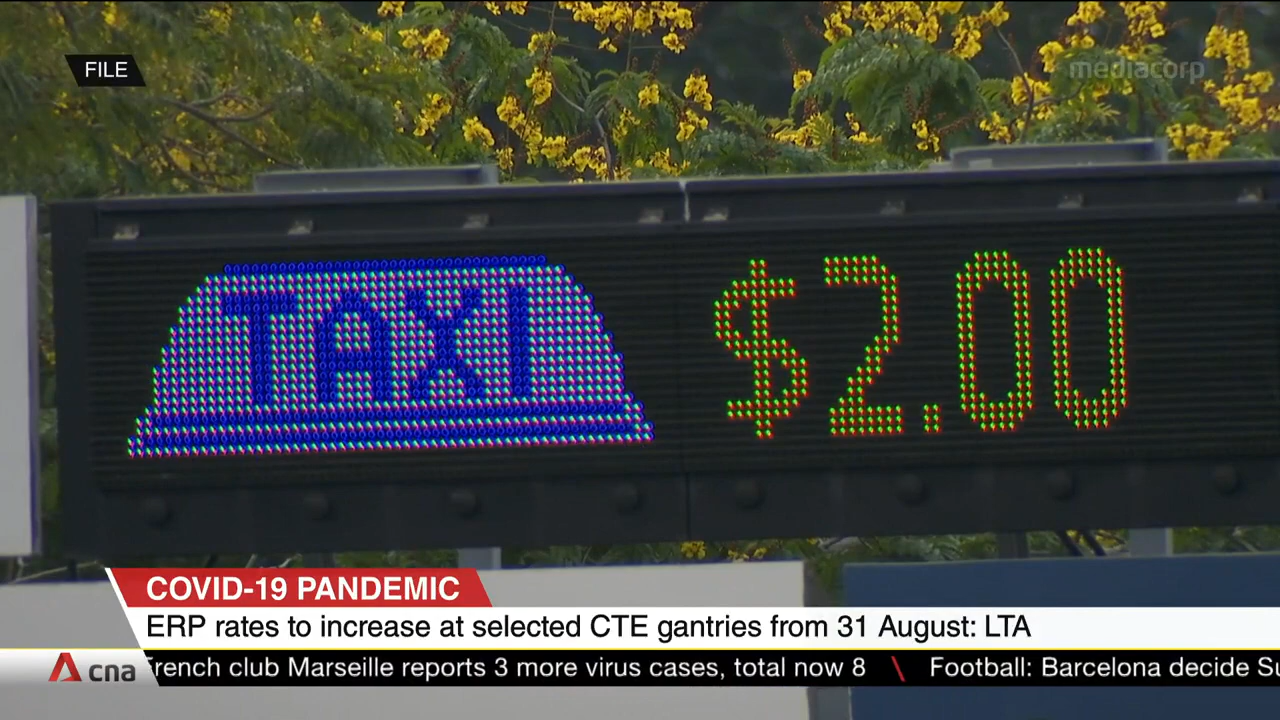 FILE
mediacorp
TAXI $2.00
COVID-19 PANDEMIC
ERP rates to increase at selected CTE gantries from 31 August: LTA
cna
French club Marseille reports 3 more virus cases, total now 8 \ Football: Barcelona decide